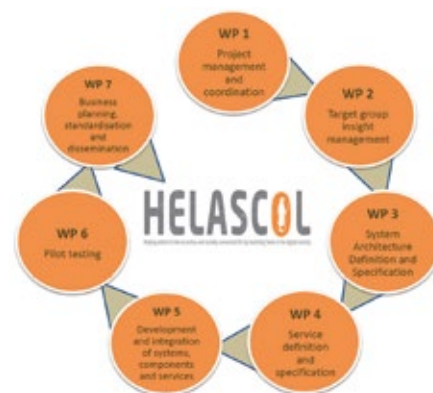 WP 1
Project
management
and
coordination
WP 2
Target group
insight
management
WP 3
System
Architecture
Definition and
Specification
WP 4
Service
definition
and
specification
WP 5
Development
and integration
of systems,
components
and services
WP 6
Pilot testing
WP 7
Business
planning,
standardisation
and
dissemination
HELASCOL